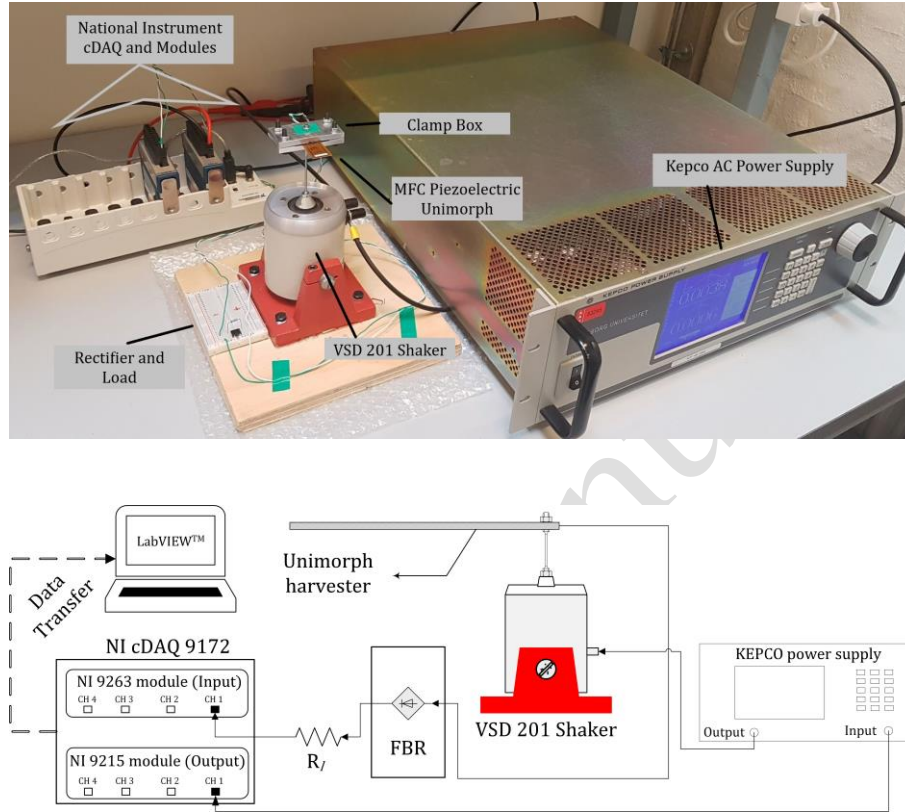 National Instrument
cDAQ and Modules
Clamp Box
Kepco AC Power Supply
MFC Piezoelectric
Unimorph
KEPCO POWER SUPPLY
BORG UNIVERSITET
VSD 201 Shaker
Rectifier and
Load
LabVIEW™
Unimorph
harvester
Data
Transfer
NI cDAQ 9172
NI 9263 module (Input)
CH 4 CH 3 CH 2 CH 1
NI 9215 module (Output)
CH 4 CH 3 CH 2 CH 1
R_l
FBR
VSD 201 Shaker
KEPCO power supply
Output Input